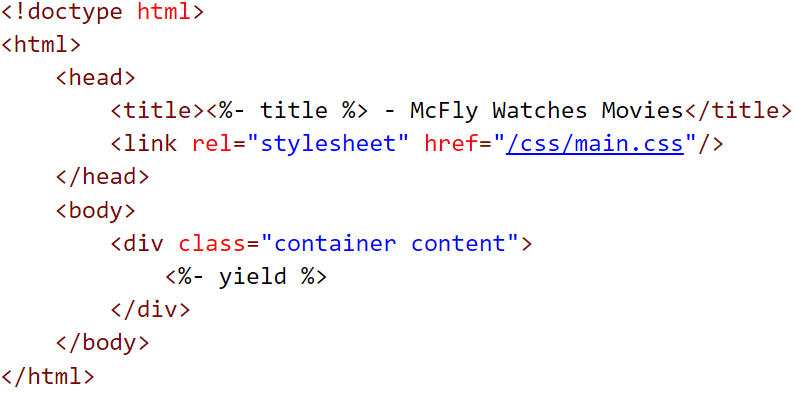 <!doctype html>
<html>
    <head>
        <title><%- title %> - McFly Watches Movies</title>
        <link rel="stylesheet" href="/css/main.css"/>
    </head>
    <body>
        <div class="container content">
            <%- yield %>
        </div>
    </body>
</html>